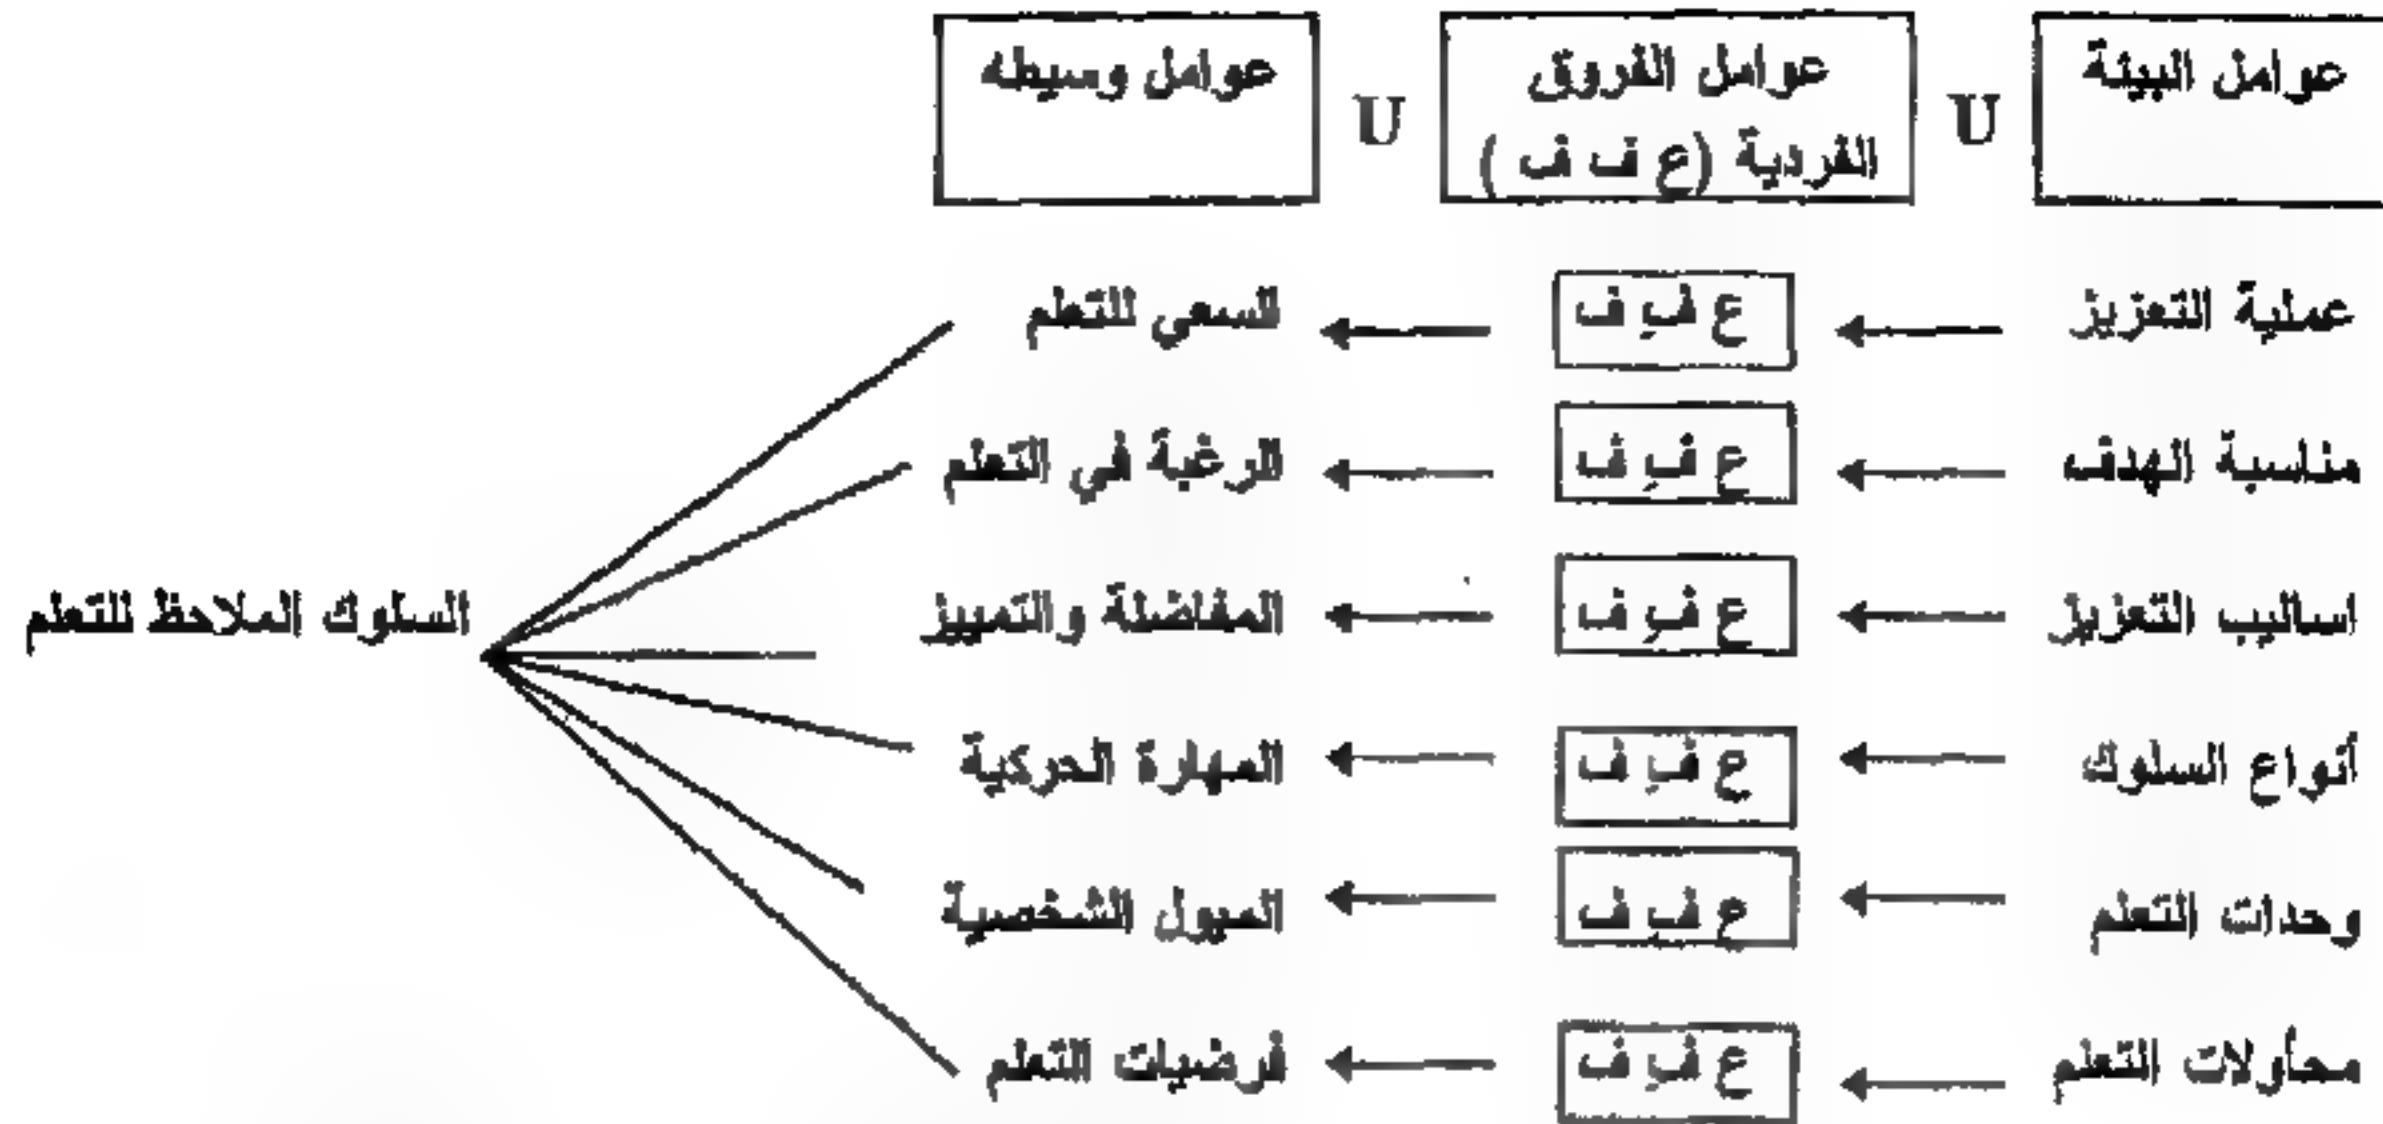 عوامل البيئة
U
عوامل الفروق
الفردية (ع ف ف)
U
عوامل وسيطه
عملية التعزيز
ع ف ف
السعي للتعلم
مناسبة الهدف
ع ف ف
الرغبة في التعلم
اساليب التعزيز
ع ف ف
المفاضلة والتمييز
السلوك الملاحظ للتعلم
أنواع السلوك
ع ف ف
المهارة الحركية
وحدات التعلم
ع ف ف
الميول الشخصية
محأولات التعلم
ع ف ف
فرضيات التعلم